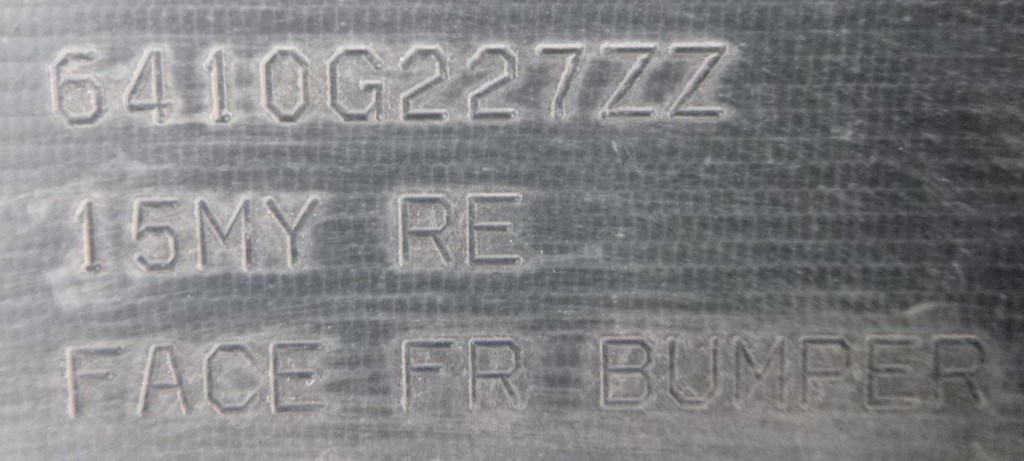 6410G227ZZ
15MY RE
FACE FR BUMPER